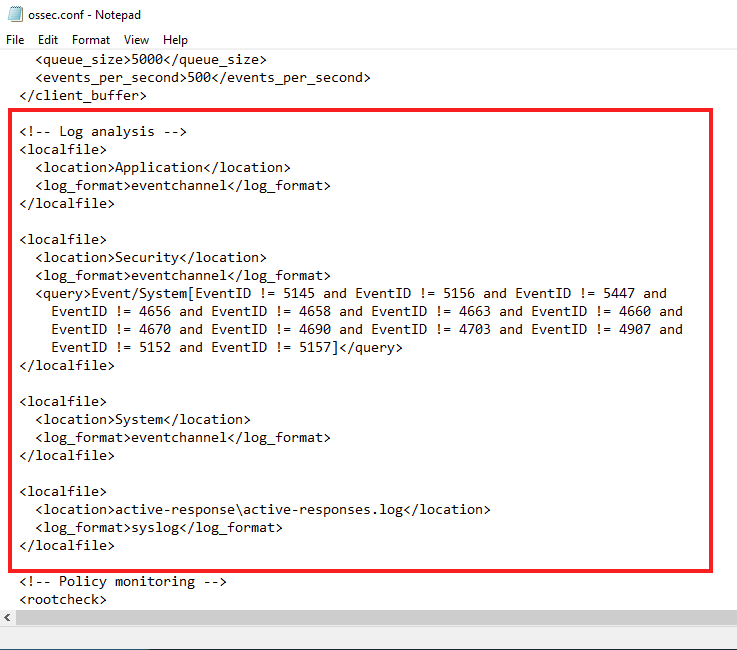 ossec.conf - Notepad
File Edit Format View Help
<queue_size>5000</queue_size>
<events_per_second>500</events_per_second>
</client_buffer>
<!-- Log analysis -->
<localfile>
<location>Application</location>
<log_format>eventchannel</log_format>
</localfile>
<localfile>
<location>Security</location>
<log_format>eventchannel</log_format>
<query>Event/System[EventID != 5145 and EventID != 5156 and EventID != 5447 and
EventID != 4656 and EventID != 4658 and EventID != 4663 and EventID != 4660 and
EventID != 4670 and EventID != 4690 and EventID != 4703 and EventID != 4907 and
EventID != 5152 and EventID != 5157]</query>
</localfile>
<localfile>
<location>System</location>
<log_format>eventchannel</log_format>
</localfile>
<localfile>
<location>active-response\active-responses.log</location>
<log_format>syslog</log_format>
</localfile>
<!-- Policy monitoring -->
<rootcheck>